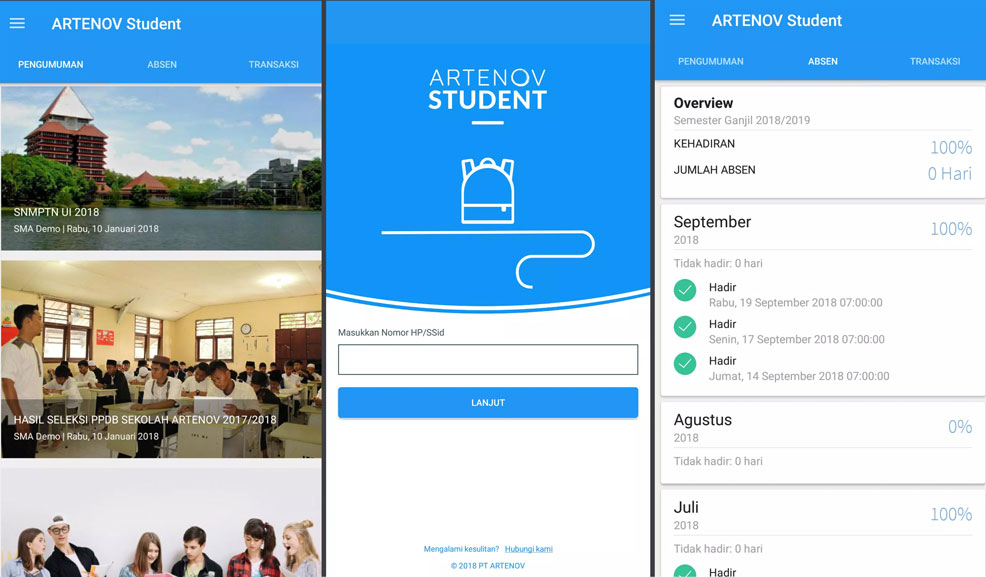 ARTENOV Student
PENGUMUMAN
ABSEN
TRANSAKSI
SNMPTN UI 2018
SMA Demo | Rabu, 10 Januari 2018
HASIL SELEKSI PPDB SEKOLAH ARTENOV 2017/2018
SMA Demo | Rabu, 10 Januari 2018
ARTENOV
STUDENT
Masukkan Nomor HP/SSid
LANJUT
Mengalami kesulitan? Hubungi kami
© 2018 PT ARTENOV
ARTENOV Student
PENGUMUMAN
ABSEN
TRANSAKSI
Overview
Semester Ganjil 2018/2019
KEHADIRAN 100%
JUMLAH ABSEN 0 Hari
September 100%
2018
Tidak hadir: 0 hari
Hadir
Rabu, 19 September 2018 07:00:00
Hadir
Senin, 17 September 2018 07:00:00
Hadir
Jumat, 14 September 2018 07:00:00
Agustus 0%
2018
Tidak hadir: 0 hari
Juli 100%
2018
Tidak hadir: 0 hari
Hadir